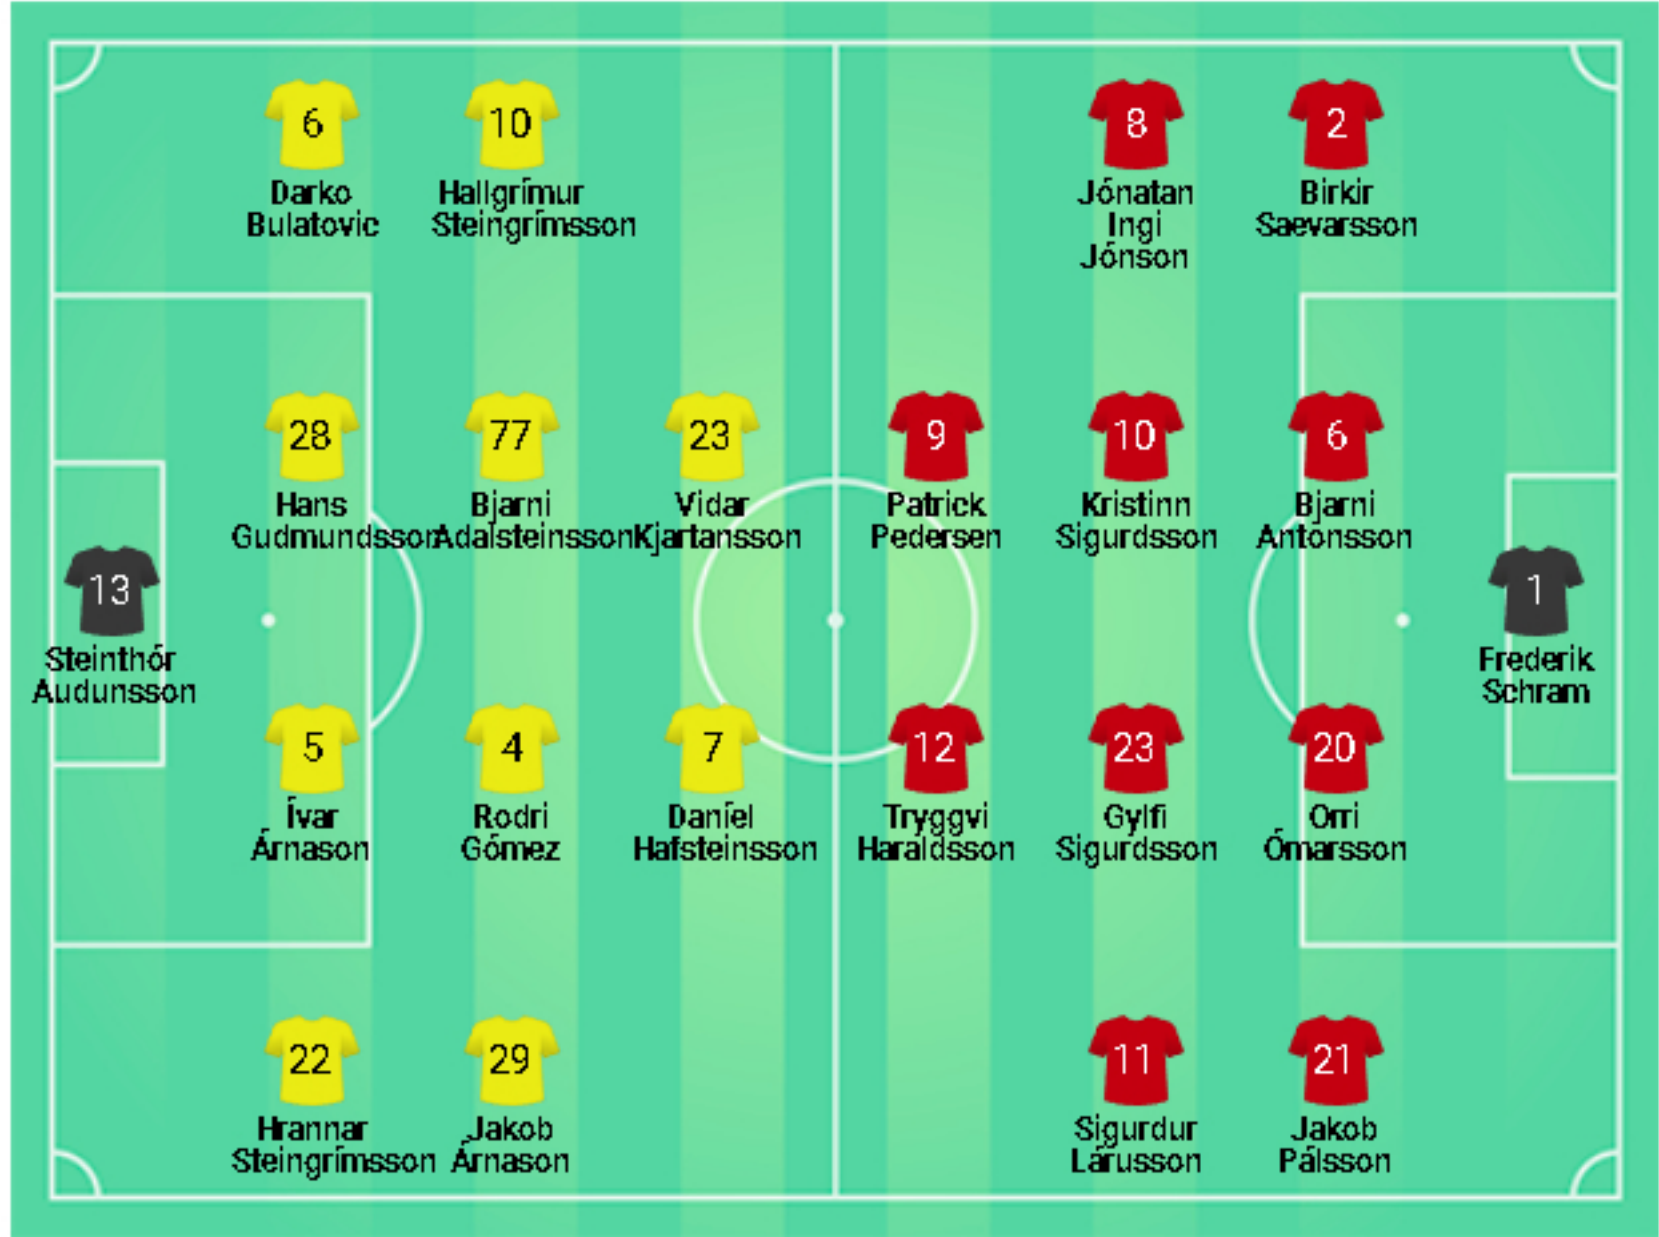 6
Darko
Bulatovic
10
Hallgrímur
Steingrímsson
8
Jónatan
Ingi
Jónson
2
Birkir
Saevarsson
28
Hans
Gudmundsson
77
Bjarni
Adalsteinsson
23
Vidar
Kjartansson
9
Patrick
Pedersen
10
Kristinn
Sigurdsson
6
Bjarni
Antonsson
13
Steinthór
Audunsson
1
Frederik
Schram
5
Ívar
Árnason
4
Rodri
Gómez
7
Daníel
Hafsteinsson
12
Tryggvi
Haraldsson
23
Gylfi
Sigurdsson
20
Orri
Ómarsson
22
Hrannar
Steingrímsson
29
Jakob
Árnason
11
Sigurdur
Lárusson
21
Jakob
Pálsson